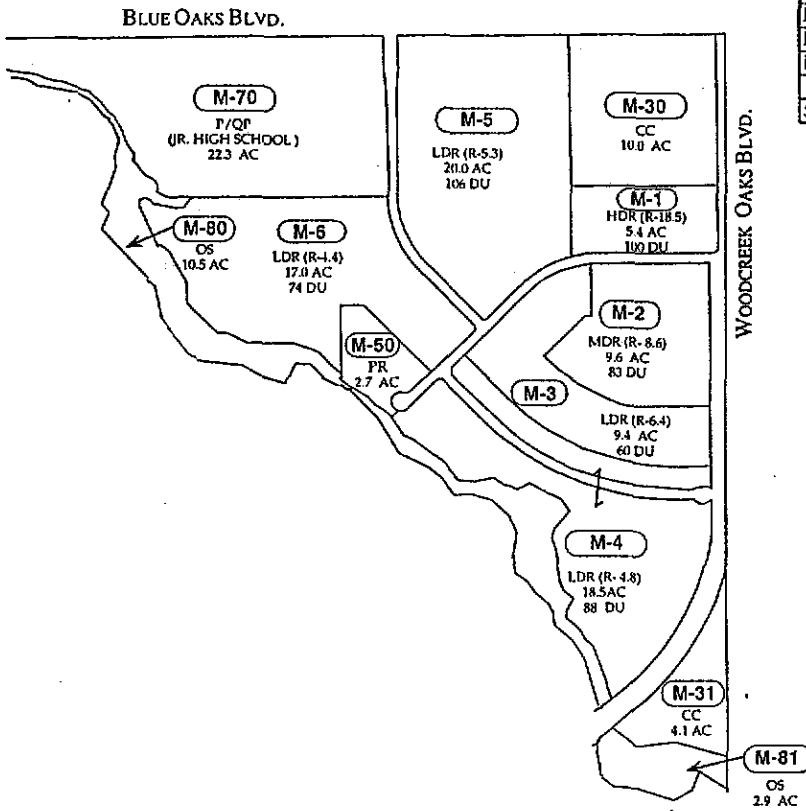 BLUE OAKS BLVD.
M-70
P/QP
(JR. HIGH SCHOOL)
22.3 AC
M-5
LDR (R-5.3)
20.0 AC
106 DU
M-30
CC
10.0 AC
WOODCREEK OAKS BLVD.
M-1
HDR (R-18.5)
5.4 AC
100 DU
M-80
OS
10.5 AC
M-6
LDR (R-4.4)
17.0 AC
74 DU
M-2
MDR (R- 8.6)
9.6 AC
83 DU
M-50
PR
2.7 AC
M-3
LDR (R-6.4)
9.4 AC
60 DU
M-4
LDR (R- 4.8)
18.5AC
88 DU
M-31
CC
4.1 AC
M-81
OS
2.9 AC